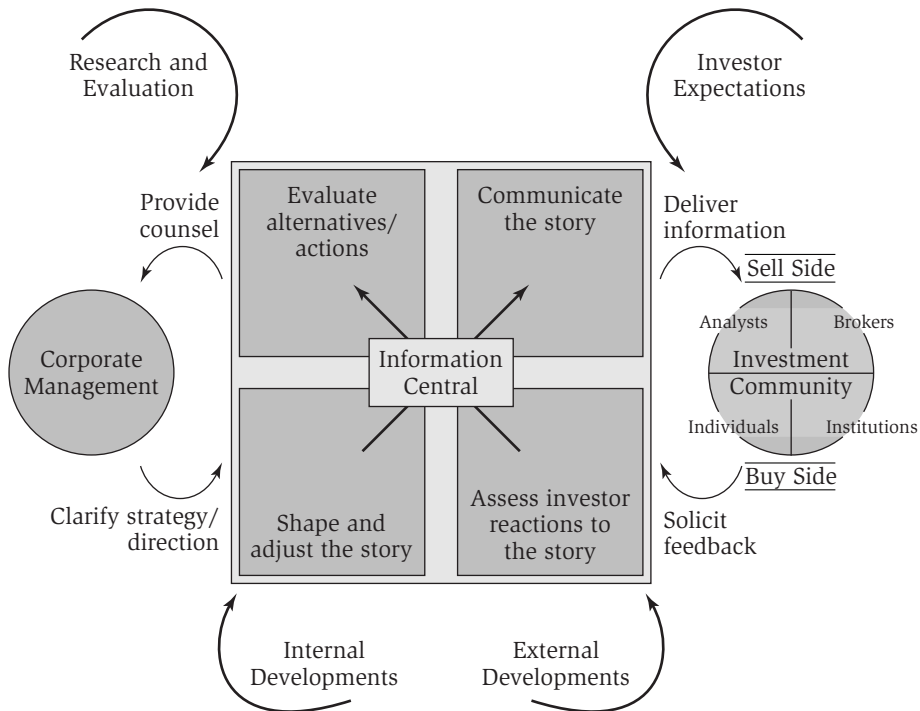 Research and
Evaluation
Investor
Expectations
Provide
counsel
Evaluate
alternatives/
actions
Communicate
the story
Deliver
information
Sell Side
Corporate
Management
Information
Central
Analysts
Brokers
Investment
Community
Individuals
Institutions
Buy Side
Clarify strategy/
direction
Shape and
adjust the story
Assess investor
reactions to
the story
Solicit
feedback
Internal
Developments
External
Developments